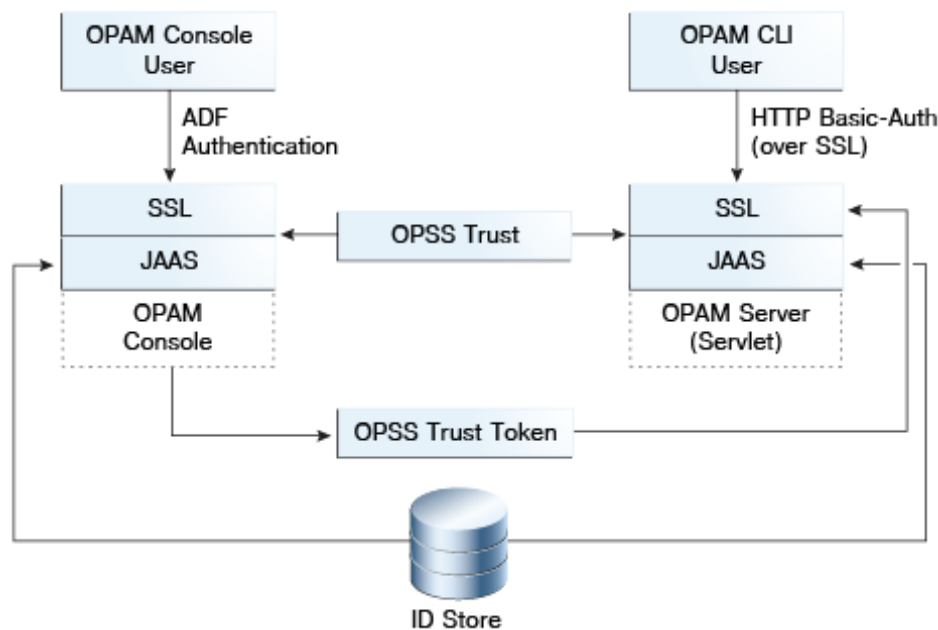 OPAM Console
User
OPAM CLI
User
ADF
Authentication
HTTP Basic-Auth
(over SSL)
SSL
OPSS Trust
SSL
JAAS
JAAS
OPAM
Console
OPAM Server
(Servlet)
OPSS Trust Token
ID Store